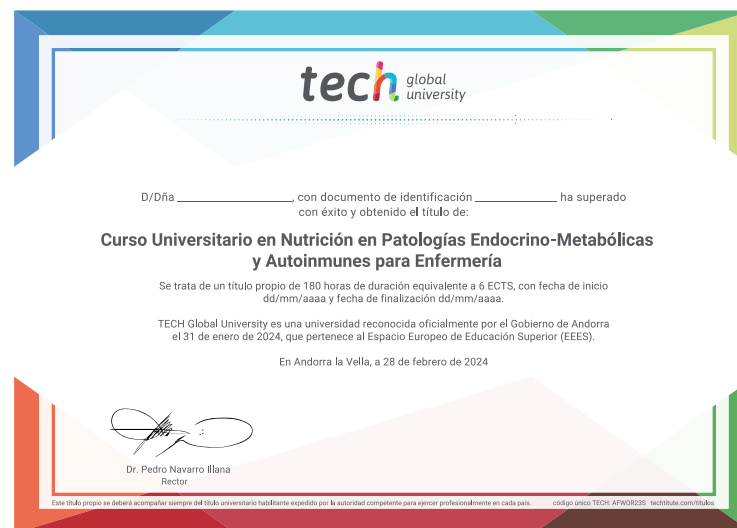 tech global university
D/Dña ____________________, con documento de identificación ______________ ha superado
con éxito y obtenido el título de:
Curso Universitario en Nutrición en Patologías Endocrino-Metabólicas
y Autoinmunes para Enfermería
Se trata de un título propio de 180 horas de duración equivalente a 6 ECTS, con fecha de inicio
dd/mm/aaaa y fecha de finalización dd/mm/aaaa.
TECH Global University es una universidad reconocida oficialmente por el Gobierno de Andorra
el 31 de enero de 2024, que pertenece al Espacio Europeo de Educación Superior (EEES).
En Andorra la Vella, a 28 de febrero de 2024
Dr. Pedro Navarro Illana
Rector
Este título propio se deberá acompañar siempre del título universitario habilitante expedido por la autoridad competente para ejercer profesionalmente en cada país. código único TECH: AFWOR23S techtitute.com/titulos